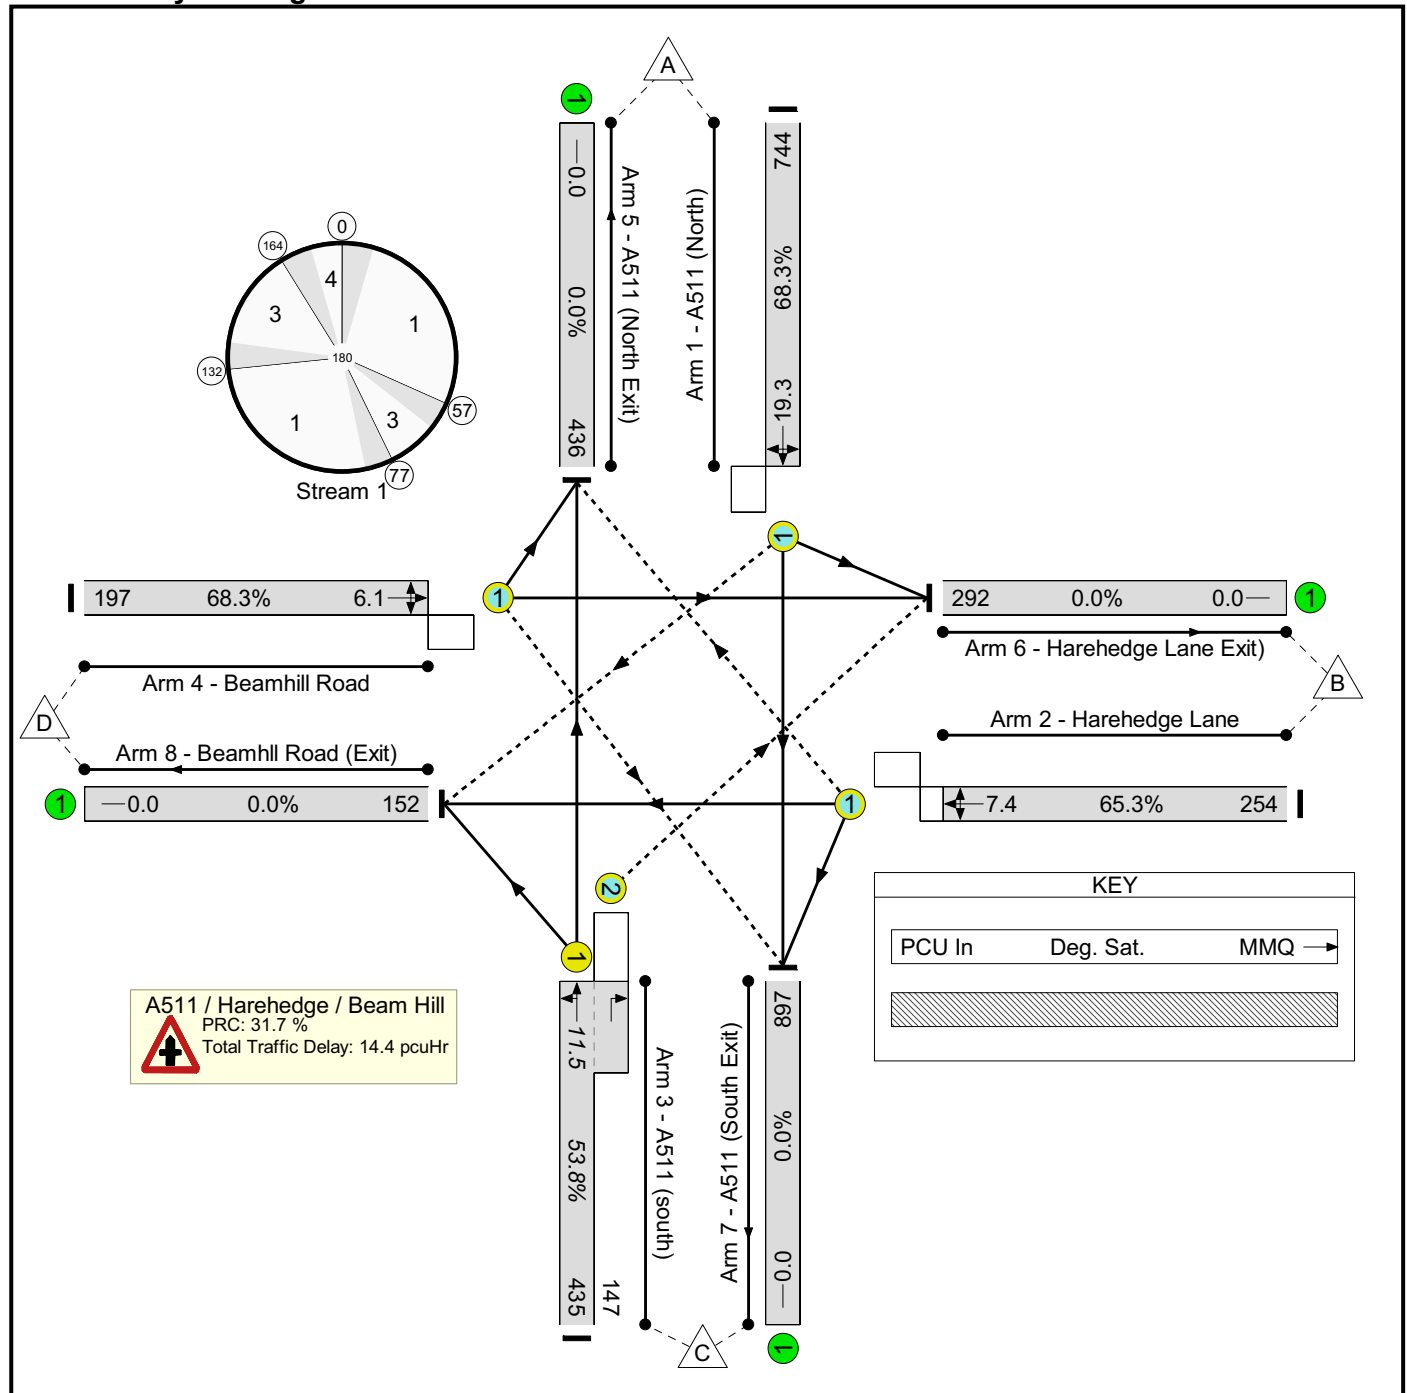 A
1
0.0
0.0%
436
Arm 5 - A511 (North Exit)
Arm 1 - A511 (North)
744
68.3%
19.3
0
164
4
3
1
180
132
1
3
57
77
Stream 1
1
197 68.3% 6.1
1
292 0.0% 0.0
1
Arm 4 - Beamhill Road
Arm 6 - Harehedge Lane Exit)
D
B
Arm 8 - Beamhll Road (Exit)
Arm 2 - Harehedge Lane
1
0.0 0.0% 152
1
7.4 65.3% 254
2
1
KEY
PCU In Deg. Sat. MMQ
A511 / Harehedge / Beam Hill
PRC: 31.7 %
Total Traffic Delay: 14.4 pcuHr
11.5
53.8%
435
147
Arm 3 - A511 (south)
Arm 7 - A511 (South Exit)
897
0.0%
0.0
C
1